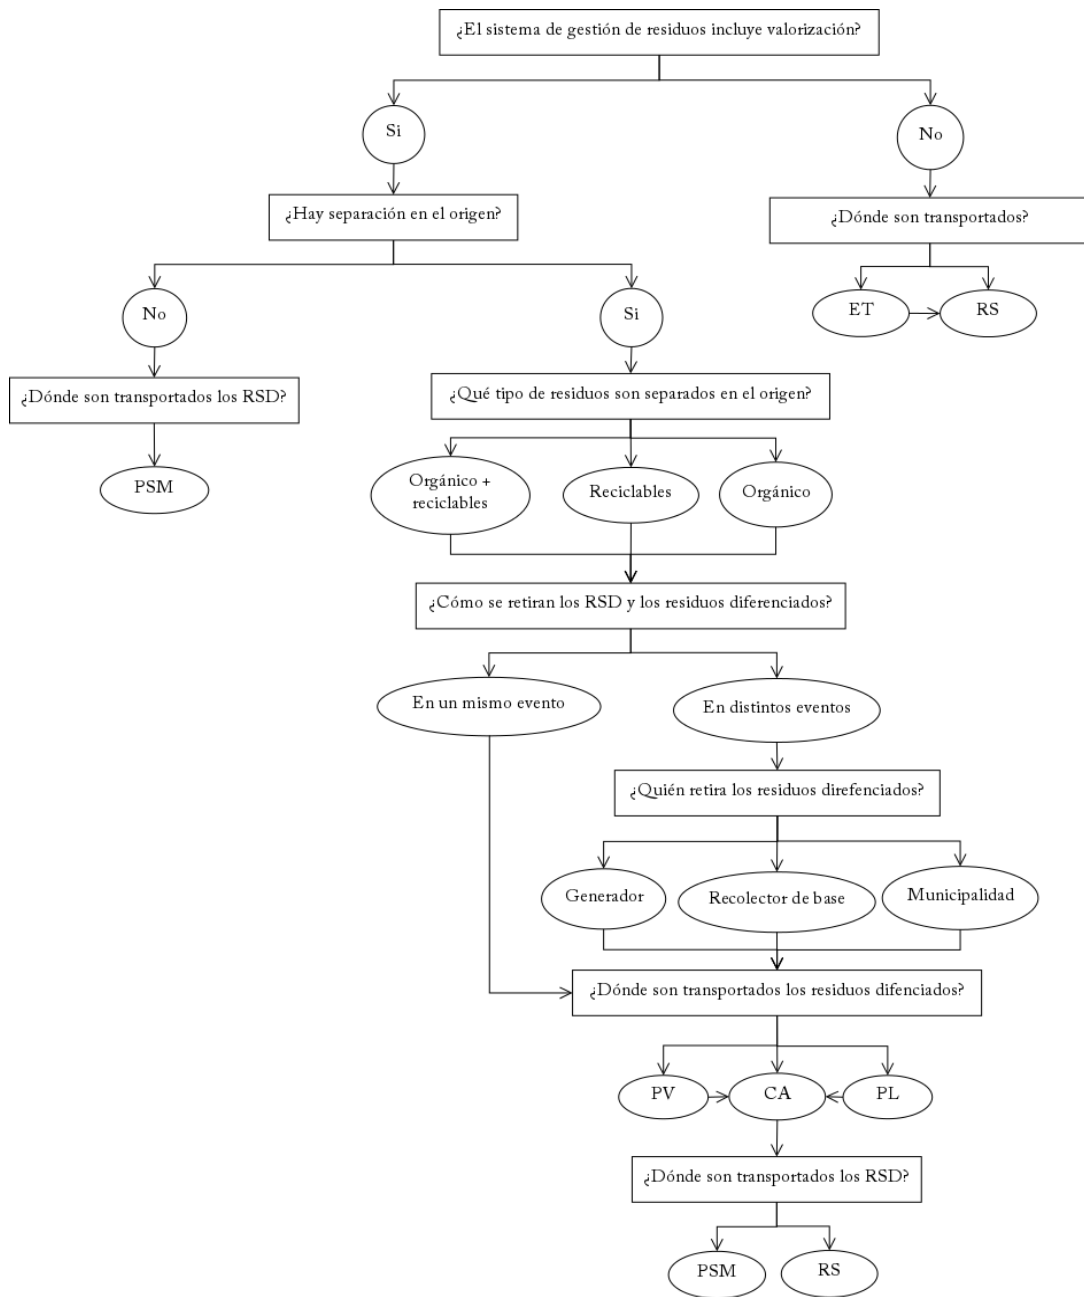 ¿El sistema de gestión de residuos incluye valorización?
Si
No
¿Hay separación en el origen?
¿Dónde son transportados?
No
Si
ET
RS
¿Dónde son transportados los RSD?
¿Qué tipo de residuos son separados en el origen?
PSM
Orgánico +
reciclables
Reciclables
Orgánico
¿Cómo se retiran los RSD y los residuos diferenciados?
En un mismo evento
En distintos eventos
¿Quién retira los residuos direfenciados?
Generador
Recolector de base
Municipalidad
¿Dónde son transportados los residuos difenciados?
PV
CA
PL
¿Dónde son transportados los RSD?
PSM
RS